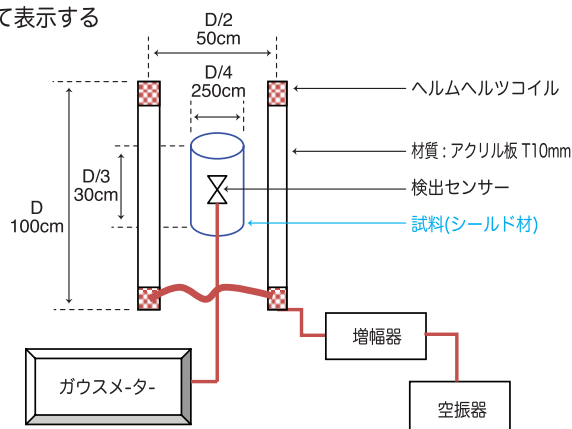 て表示する
D/2
50cm
D/4
250cm
ヘルムヘルツコイル
材質 : アクリル板 T10mm
D/3
30cm
検出センサー
D
100cm
試料(シールド材)
増幅器
ガウスメ-タ-
空振器